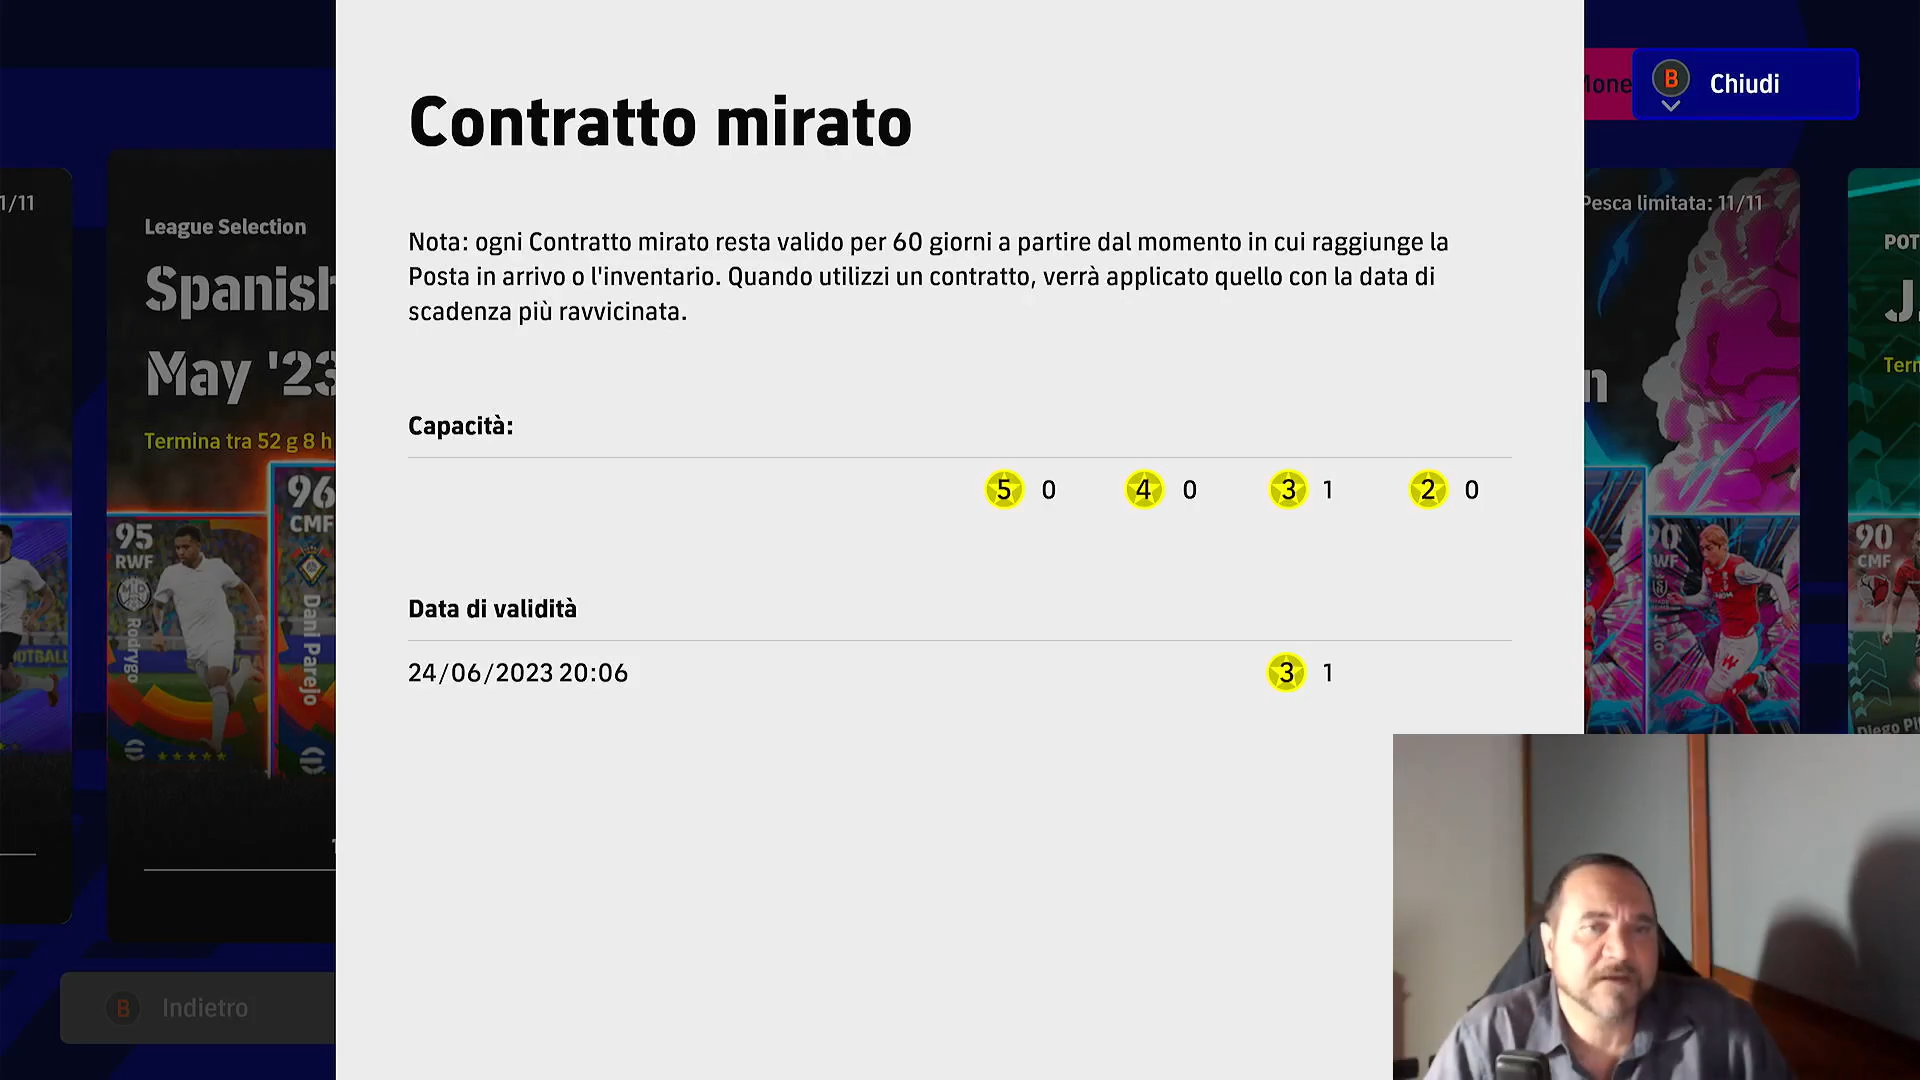 Contratto mirato
Nota: ogni Contratto mirato resta valido per 60 giorni a partire dal momento in cui raggiunge la
Posta in arrivo o l'inventario. Quando utilizzi un contratto, verrà applicato quello con la data di
scadenza più ravvicinata.
Capacità:
5 0 4 0 3 1 2 0
Data di validità
24/06/2023 20:06 3 1
B Chiudi
1/11
League Selection
Spanish
May '23
Termina tra 52 g 8 h
95
RWF
Rodrygo
96
CMF
Dani Parejo
Pesca limitata: 11/11
90
WF
POT
J.
Term
90
CMF
B Indietro